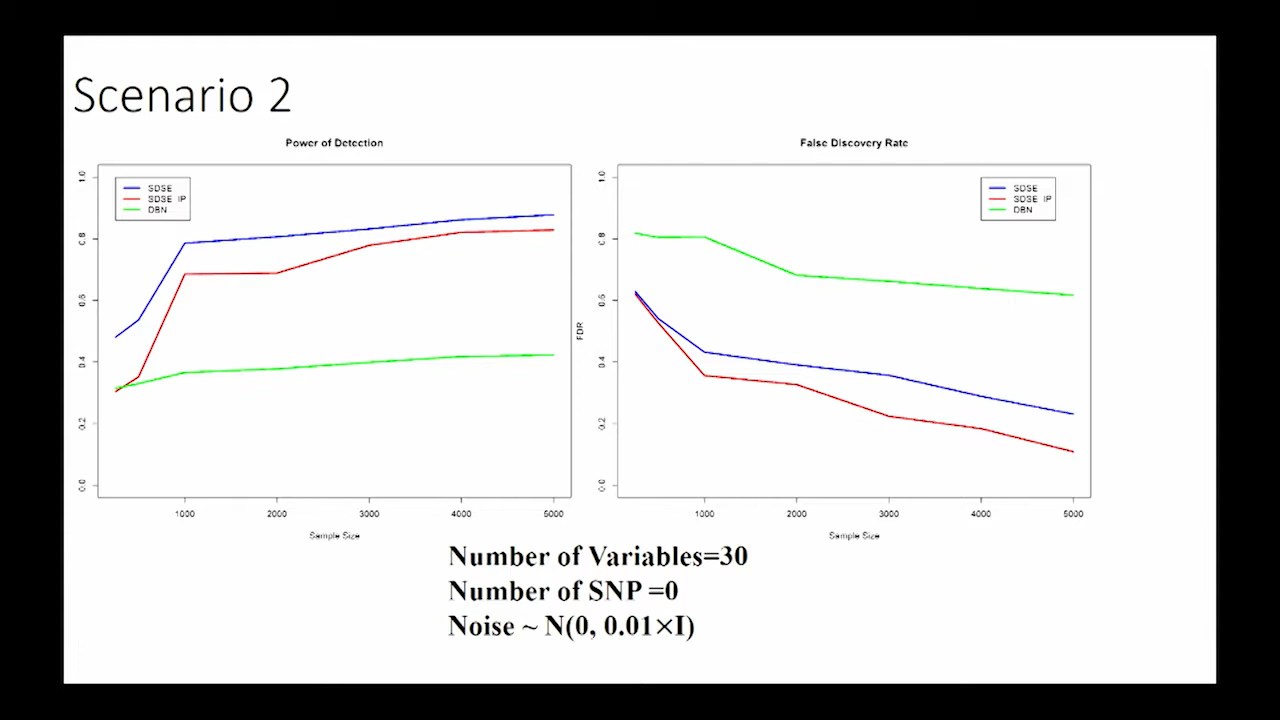 Scenario 2
Power of Detection
1.0
0.8
0.6
0.4
0.2
0.0
SDSE
SDSE IP
DBN
1000 2000 3000 4000 5000
Sample Size
False Discovery Rate
FDR
1.0
0.8
0.6
0.4
0.2
0.0
SDSE
SDSE IP
DBN
1000 2000 3000 4000 5000
Sample Size
Number of Variables=30
Number of SNP =0
Noise ~ N(0, 0.01×I)